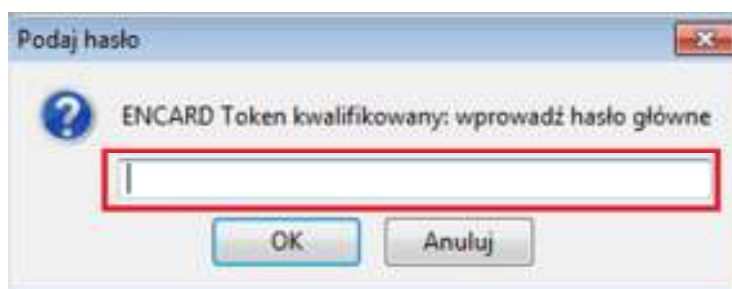 Podaj hasło
ENCARD Token kwalifikowany: wprowadź hasło główne
OK
Anuluj